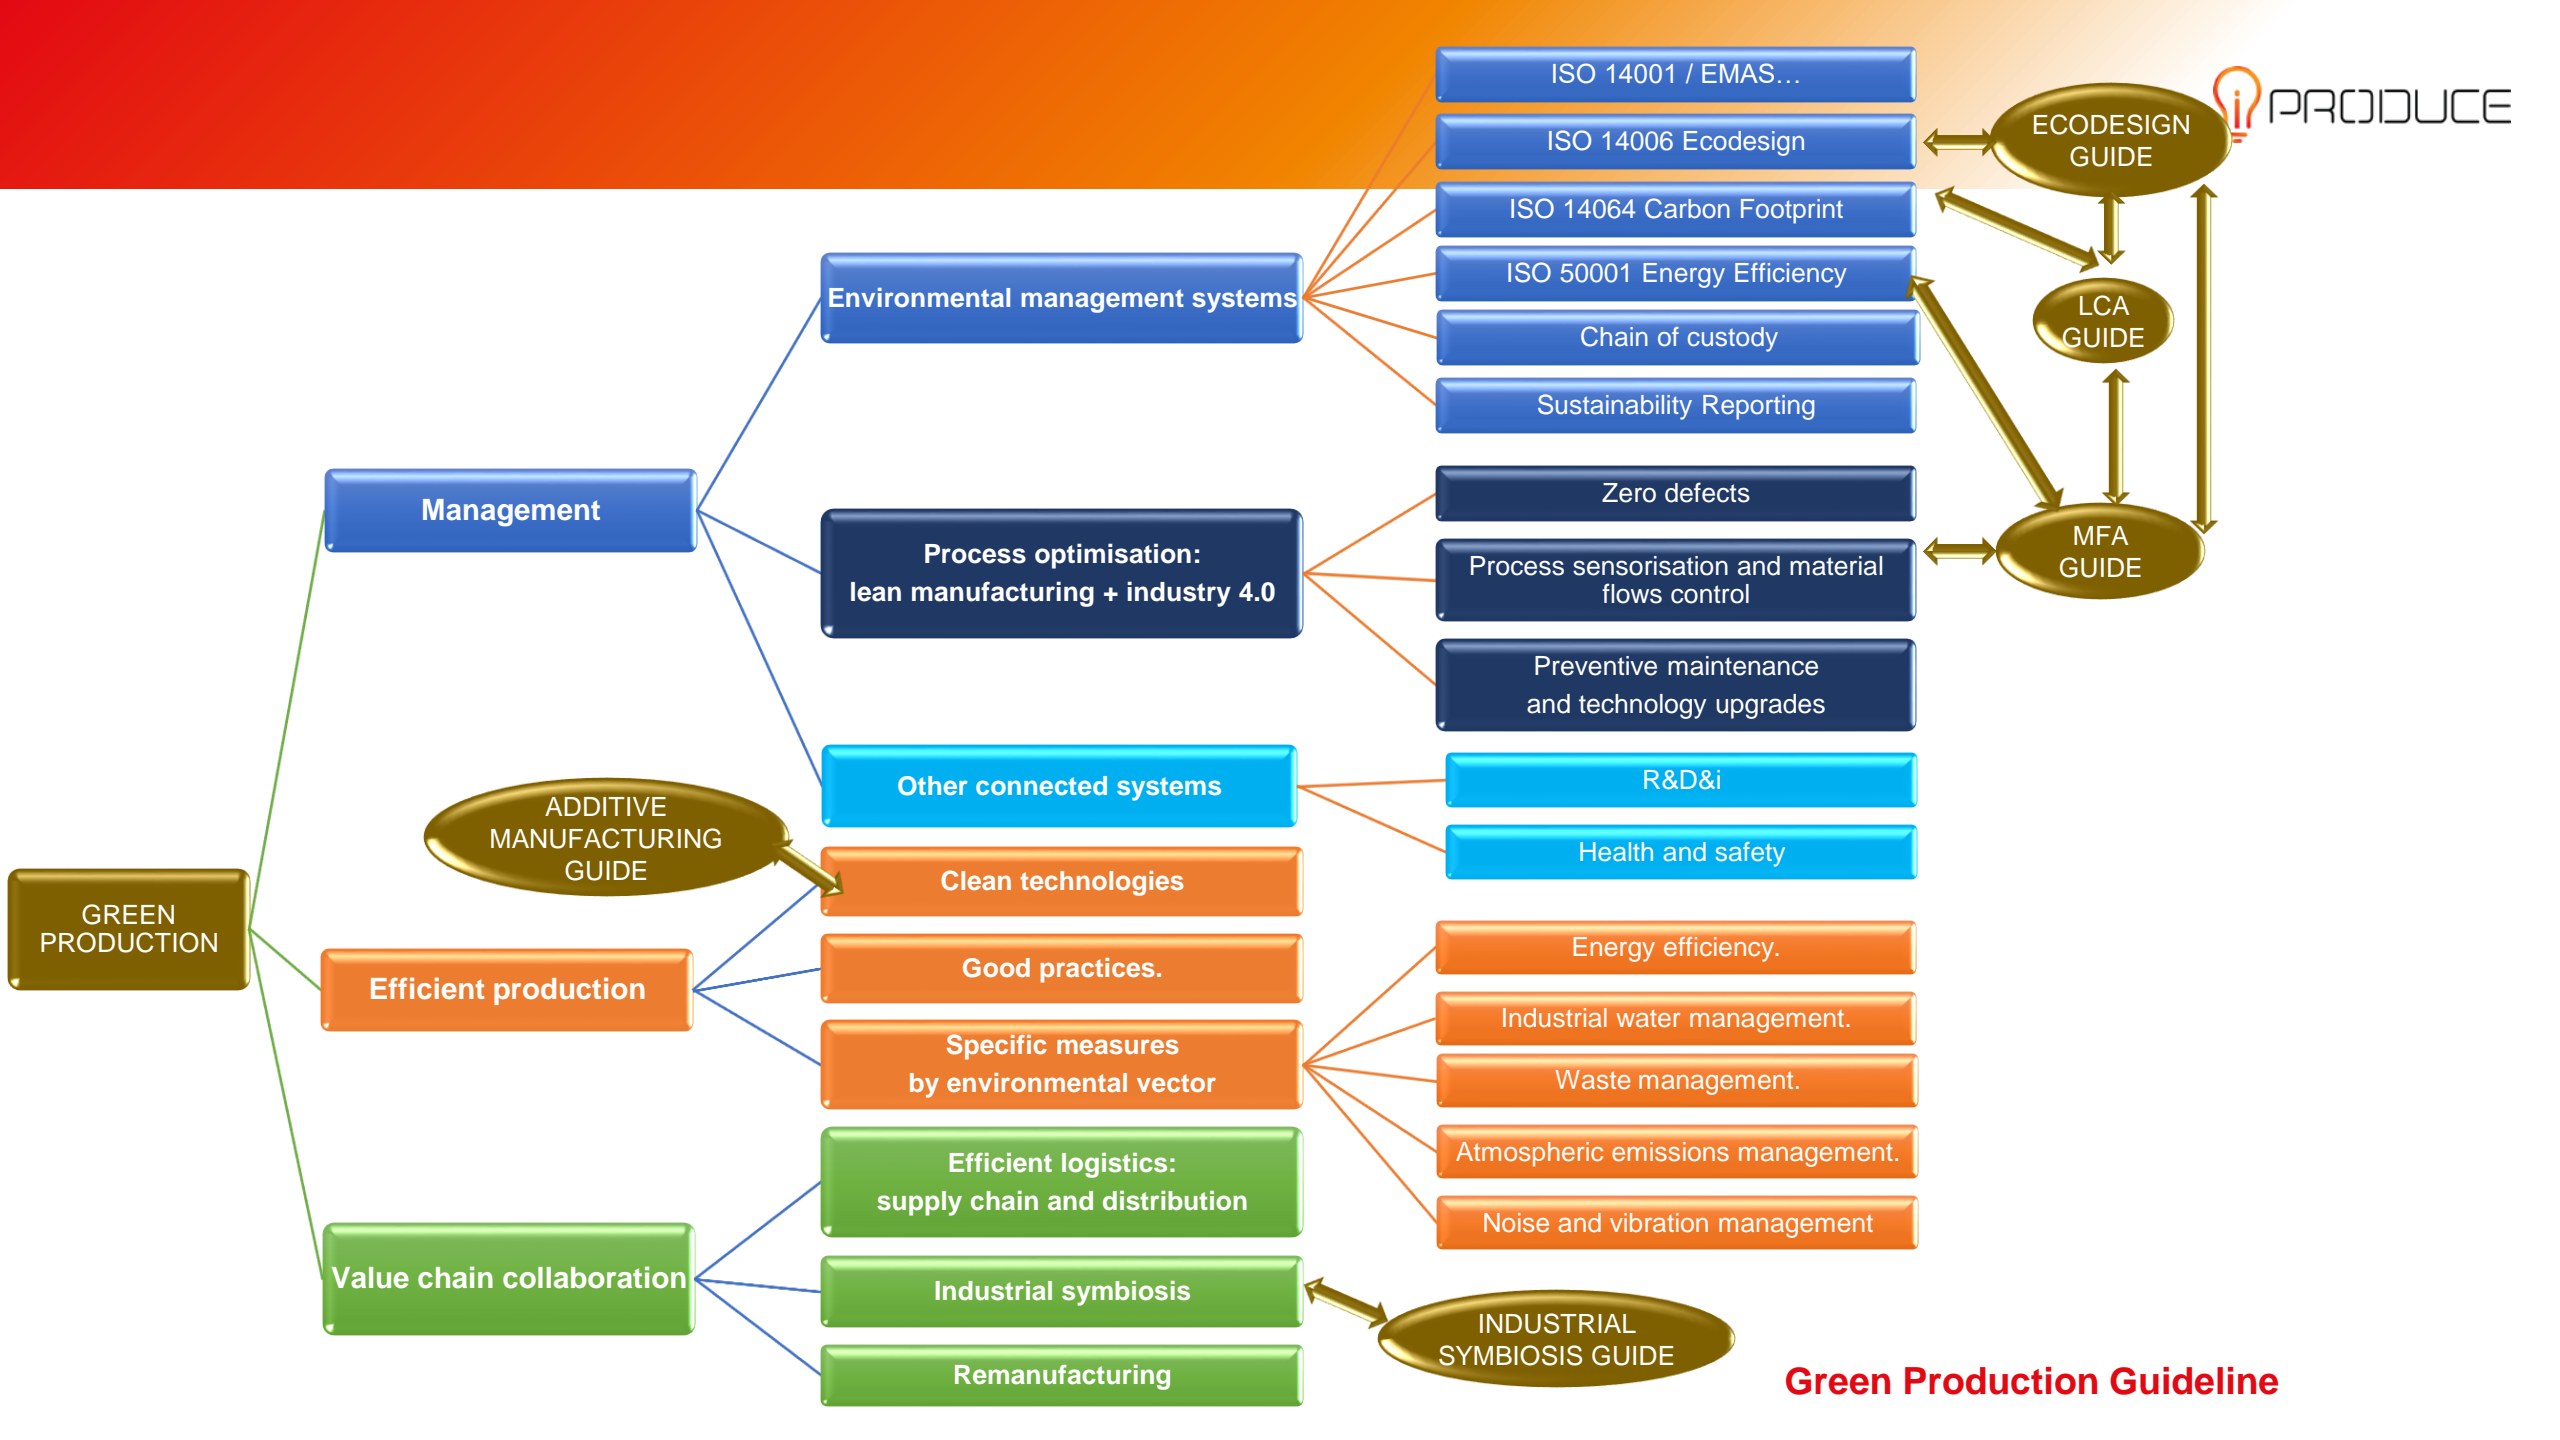 iPRODUCE
ISO 14001 / EMAS...
ISO 14006 Ecodesign
ISO 14064 Carbon Footprint
ISO 50001 Energy Efficiency
Chain of custody
Sustainability Reporting
ECODESIGN
GUIDE
LCA
GUIDE
MFA
GUIDE
Environmental management systems
Management
Process optimisation:
lean manufacturing + industry 4.0
Zero defects
Process sensorisation and material
flows control
Preventive maintenance
and technology upgrades
Other connected systems
R&D&i
Health and safety
ADDITIVE
MANUFACTURING
GUIDE
GREEN
PRODUCTION
Efficient production
Clean technologies
Good practices.
Specific measures
by environmental vector
Energy efficiency.
Industrial water management.
Waste management.
Atmospheric emissions management.
Noise and vibration management
Value chain collaboration
Efficient logistics:
supply chain and distribution
Industrial symbiosis
Remanufacturing
INDUSTRIAL
SYMBIOSIS GUIDE
Green Production Guideline